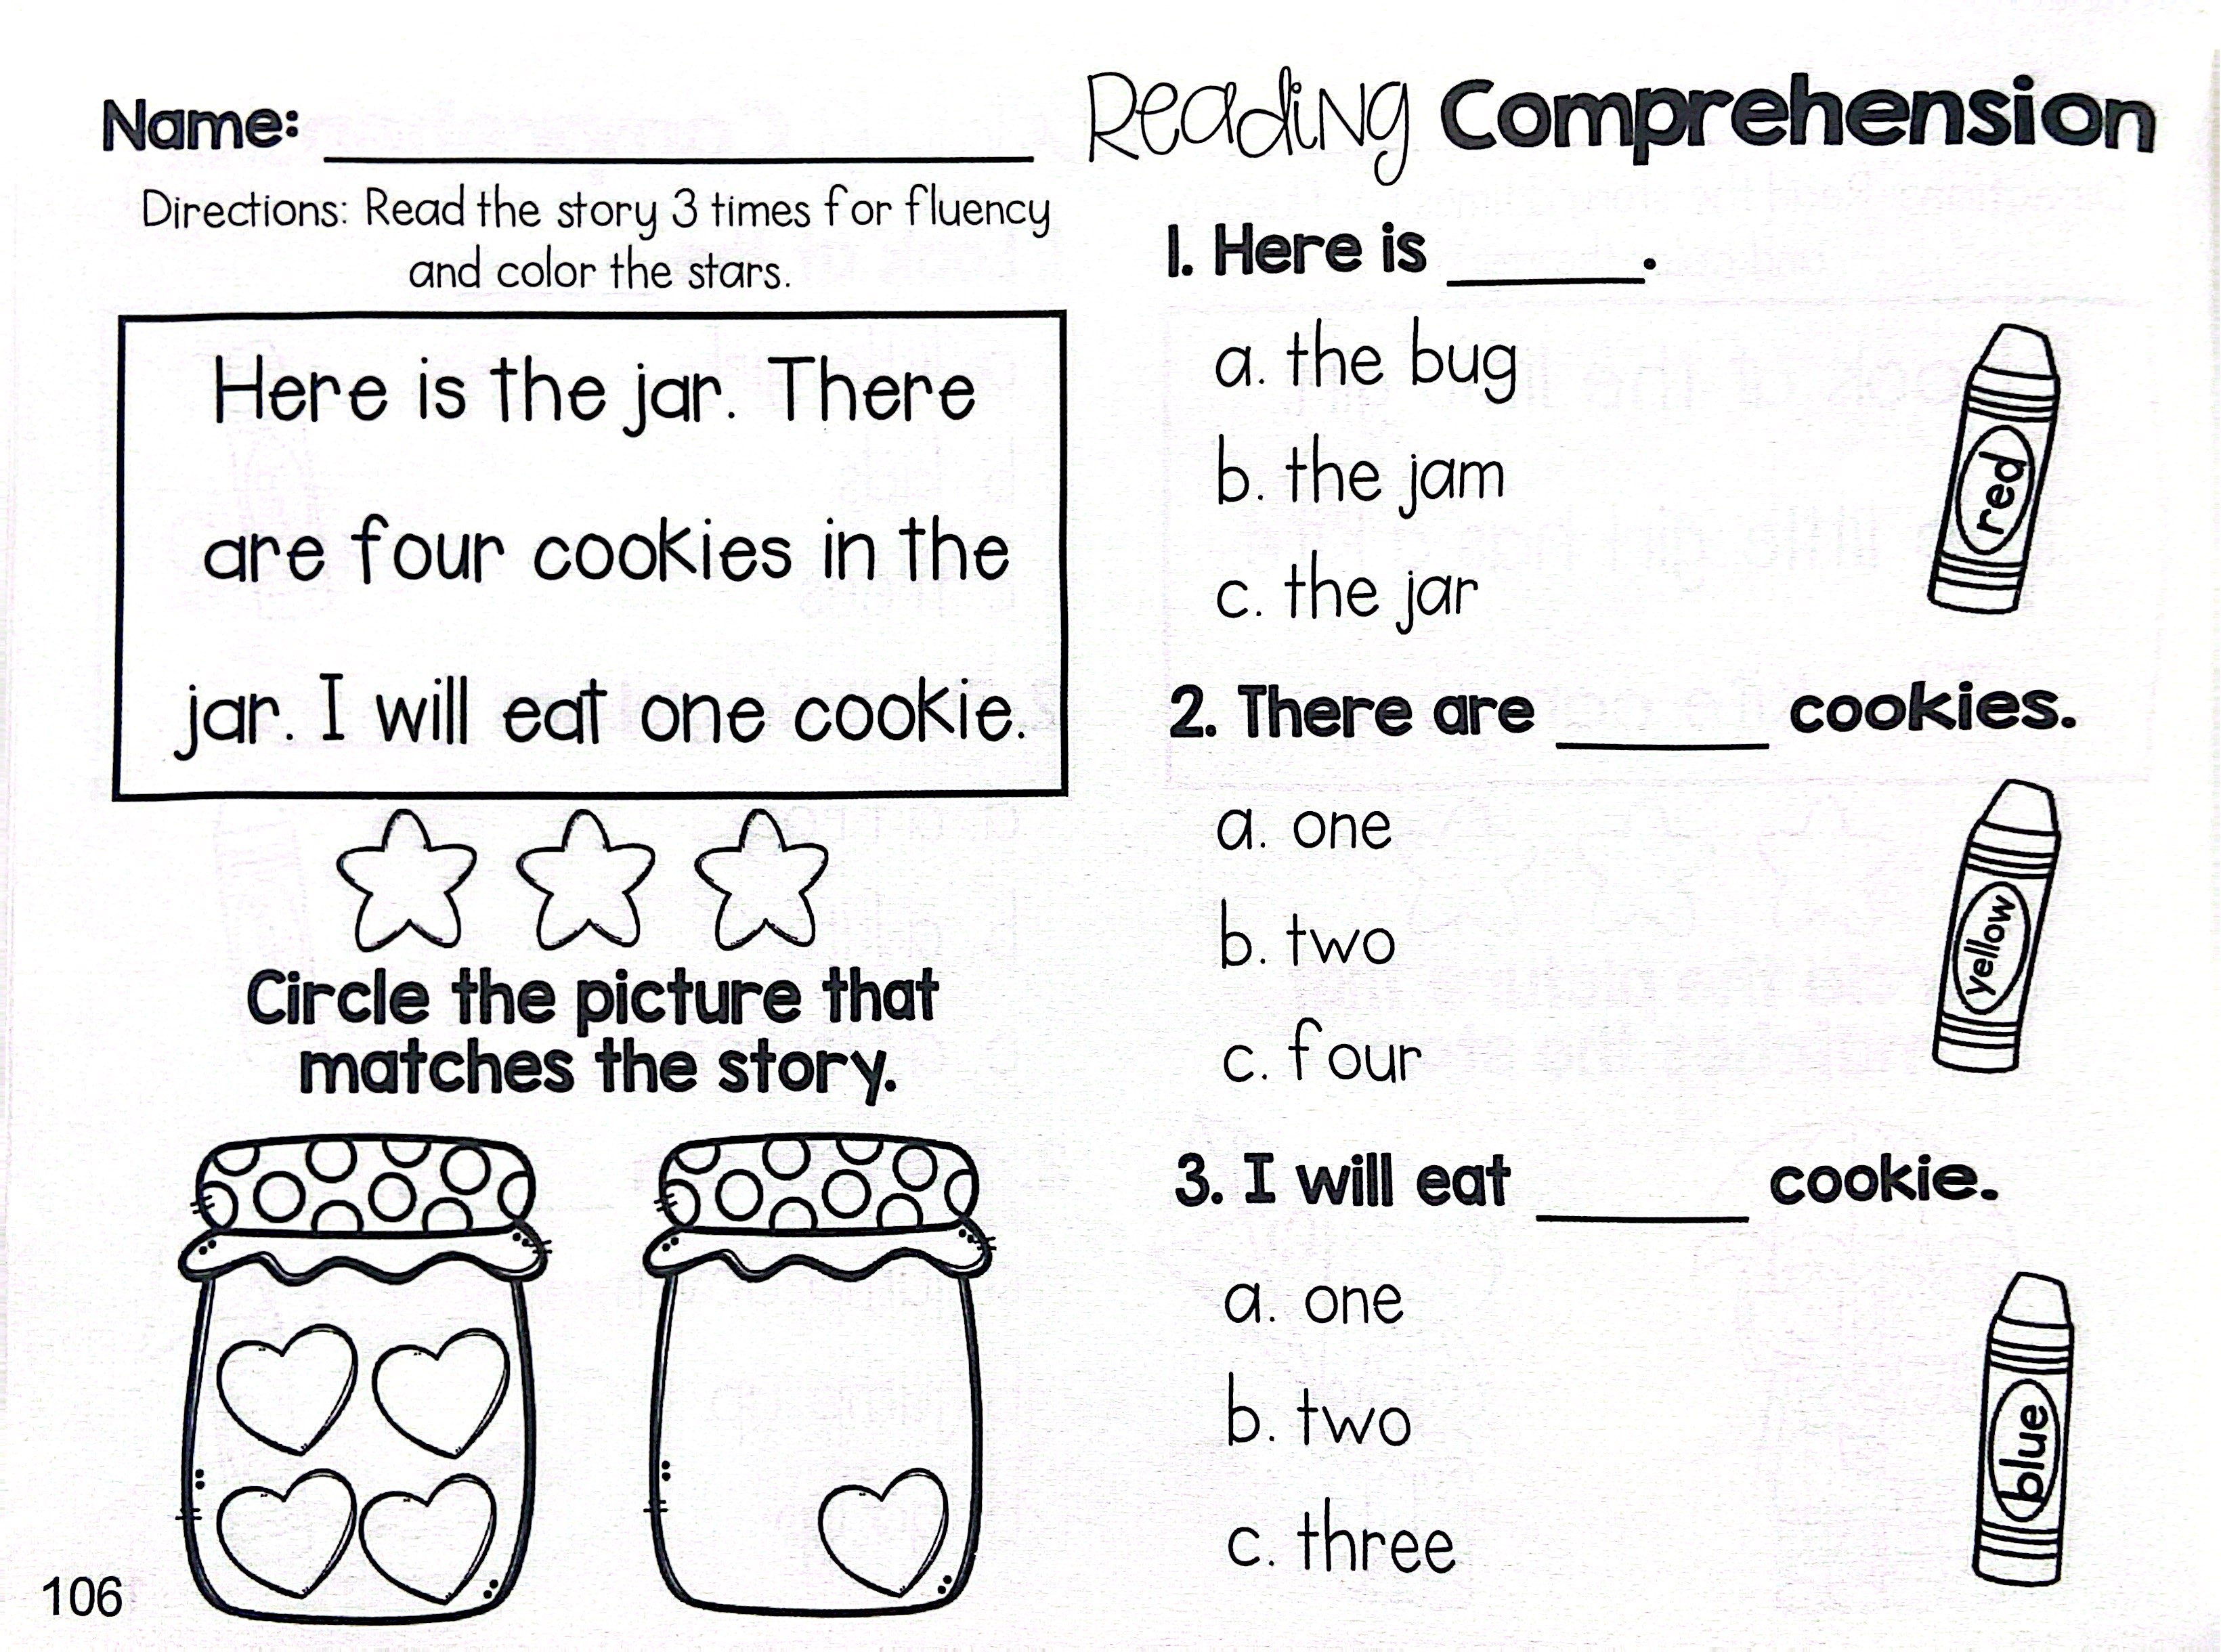 Name:
Directions: Read the story 3 times for fluency
and color the stars.
Here is the jar. There
are four cookies in the
jar. I will eat one cookie.
Circle the picture that
matches the story.
106
Reading Comprehension
1. Here is ______.
a. the bug
b. the jam
c. the jar
red
2. There are ______ cookies.
a. one
b. two
c. four
yellow
3. I will eat ______ cookie.
a. one
b. two
c. three
blue